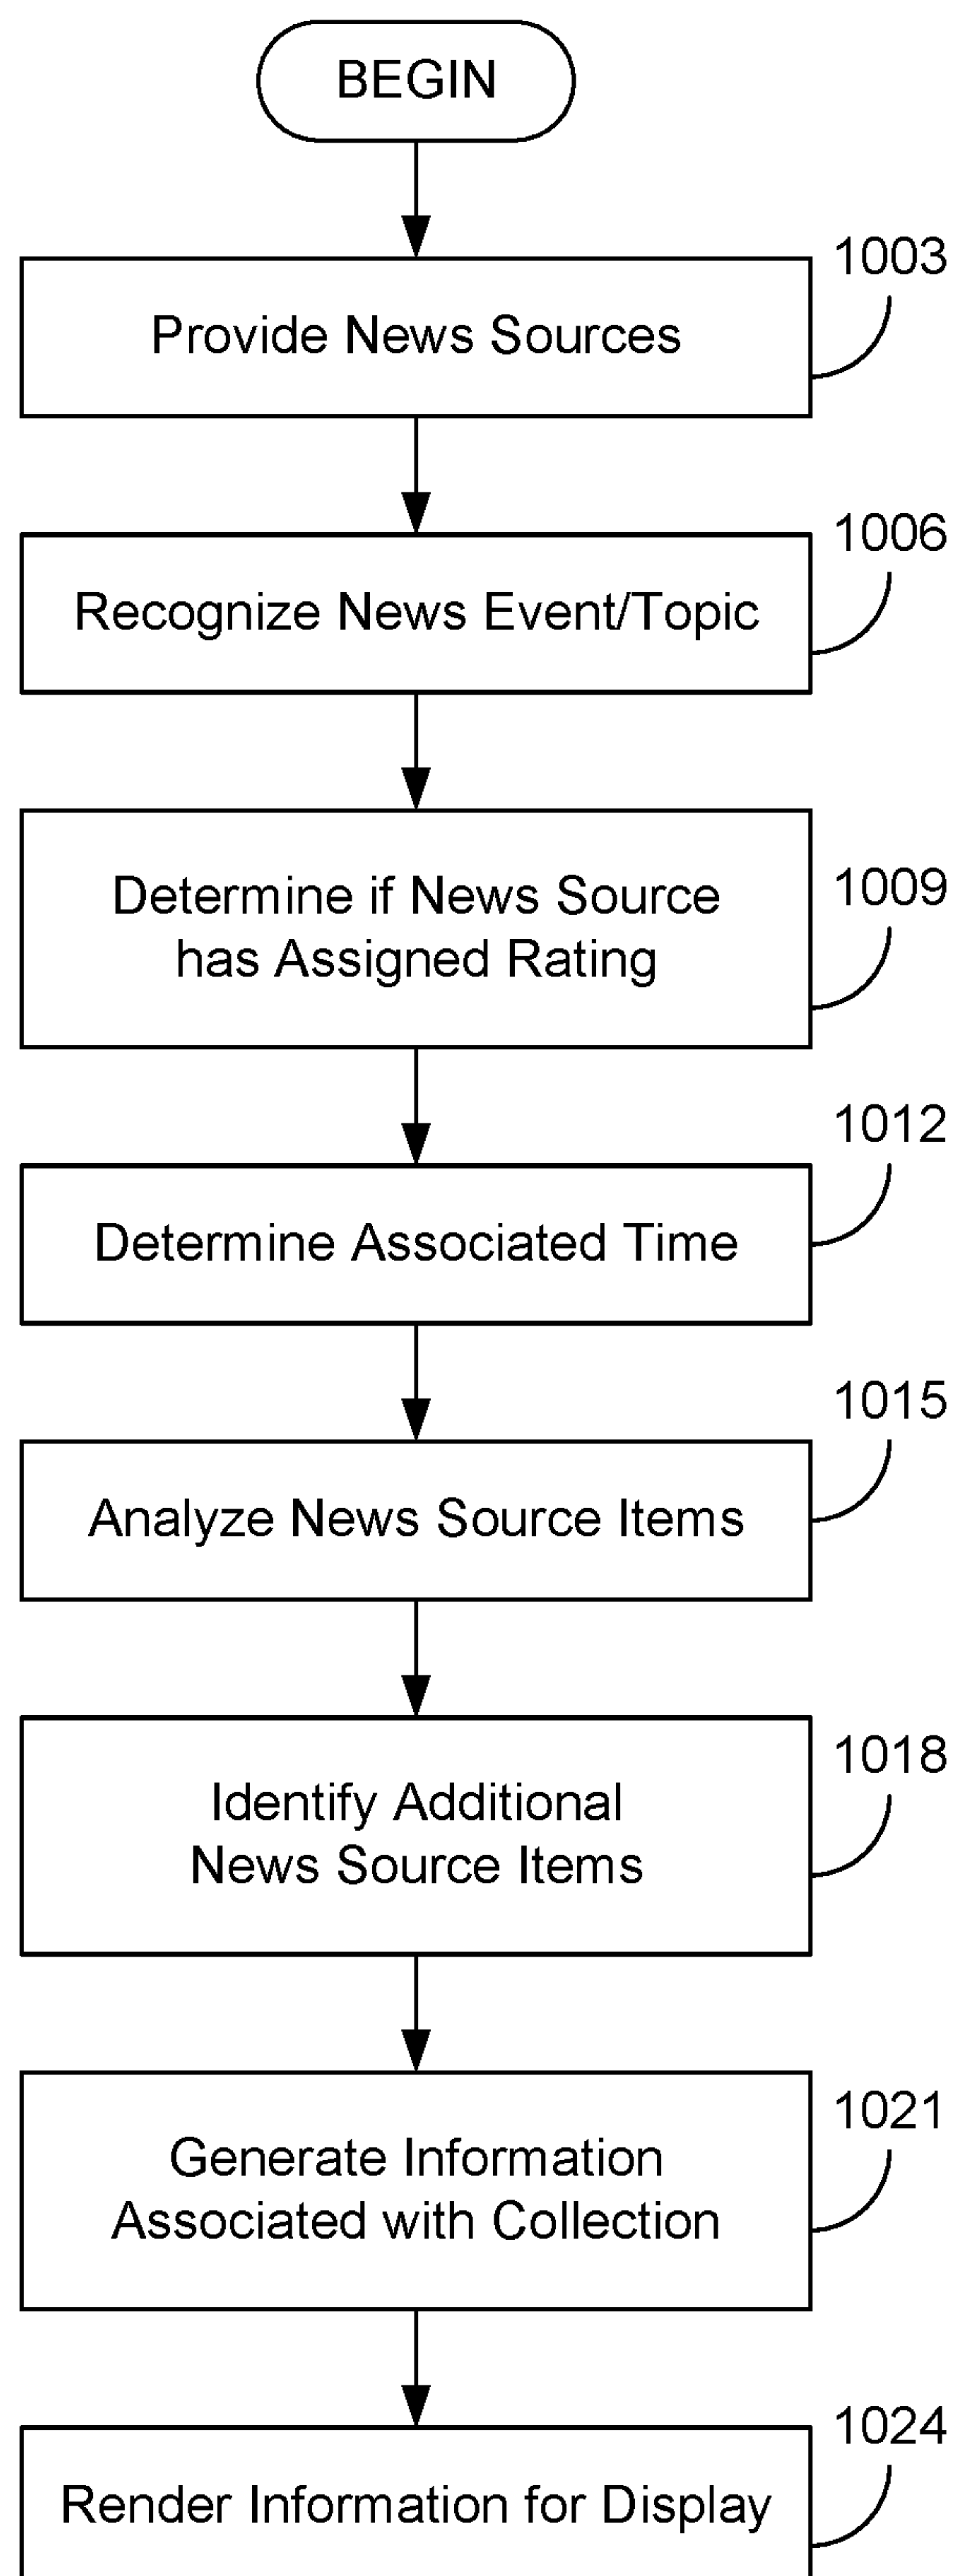 BEGIN
1003
Provide News Sources
1006
Recognize News Event/Topic
1009
Determine if News Source
has Assigned Rating
1012
Determine Associated Time
1015
Analyze News Source Items
1018
Identify Additional
News Source Items
1021
Generate Information
Associated with Collection
1024
Render Information for Display